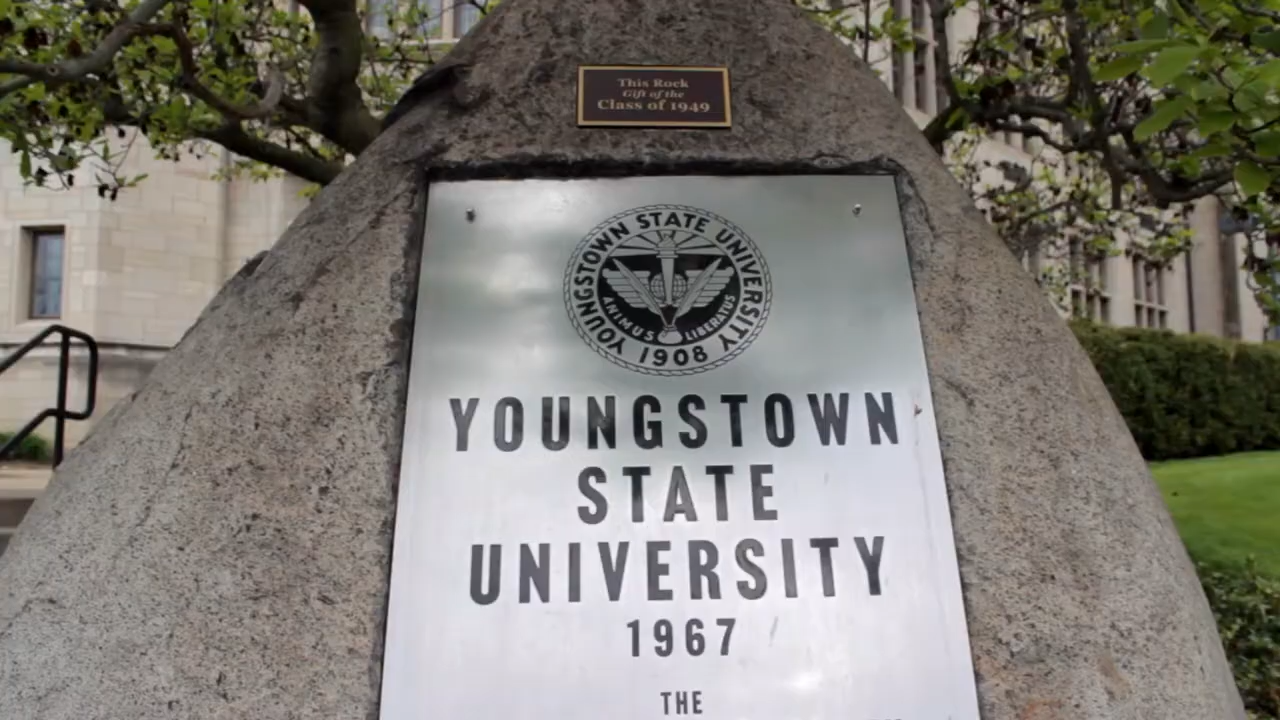 This Rock
Gift of the
Class of 1949
YOUNGSTOWN STATE UNIVERSITY
ANIMUS LIBERATUS
1908
YOUNGSTOWN
STATE
UNIVERSITY
1967
THE